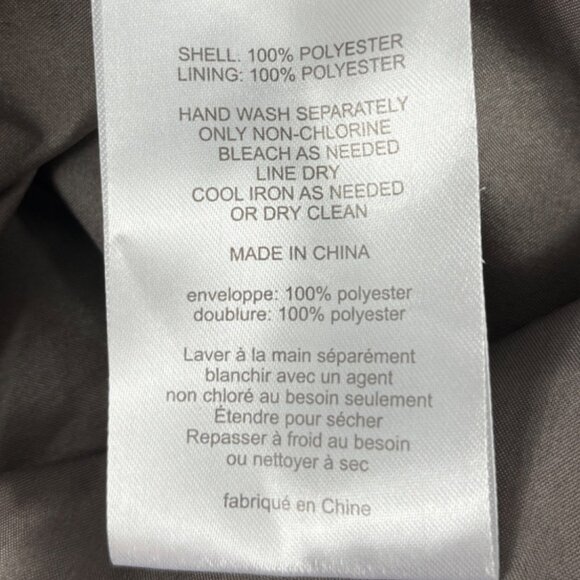 SHELL: 100% POLYESTER
LINING: 100% POLYESTER
HAND WASH SEPARATELY
ONLY NON-CHLORINE
BLEACH AS NEEDED
LINE DRY
COOL IRON AS NEEDED
OR DRY CLEAN
MADE IN CHINA
enveloppe: 100% polyester
doublure: 100% polyester
Laver à la main séparément
blanchir avec un agent
non chloré au besoin seulement
Étendre pour sécher
Repasser à froid au besoin
ou nettoyer à sec
fabriqué en Chine